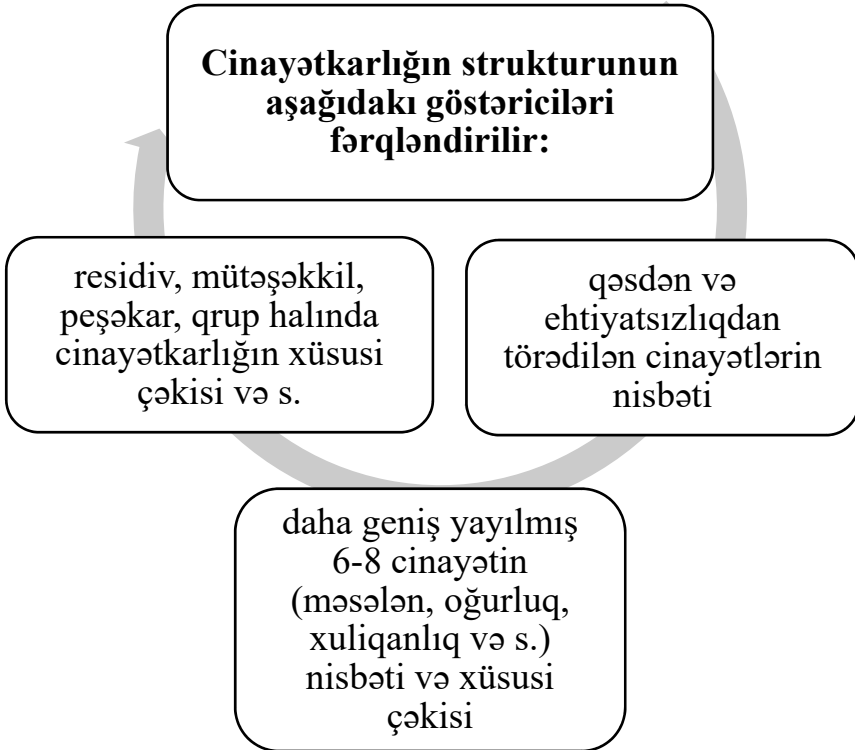 Cinayətkarlığın strukturunun
aşağıdakı göstəriciləri
fərqləndirilir:
qəsdən və
ehtiyatsızlıqdan
törədilən cinayətlərin
nisbəti
daha geniş yayılmış
6-8 cinayətin
(məsələn, oğurluq,
xuliqanlıq və s.)
nisbəti və xüsusi
çəkisi
residiv, mütəşəkkil,
peşəkar, qrup halında
cinayətkarlığın xüsusi
çəkisi və s.